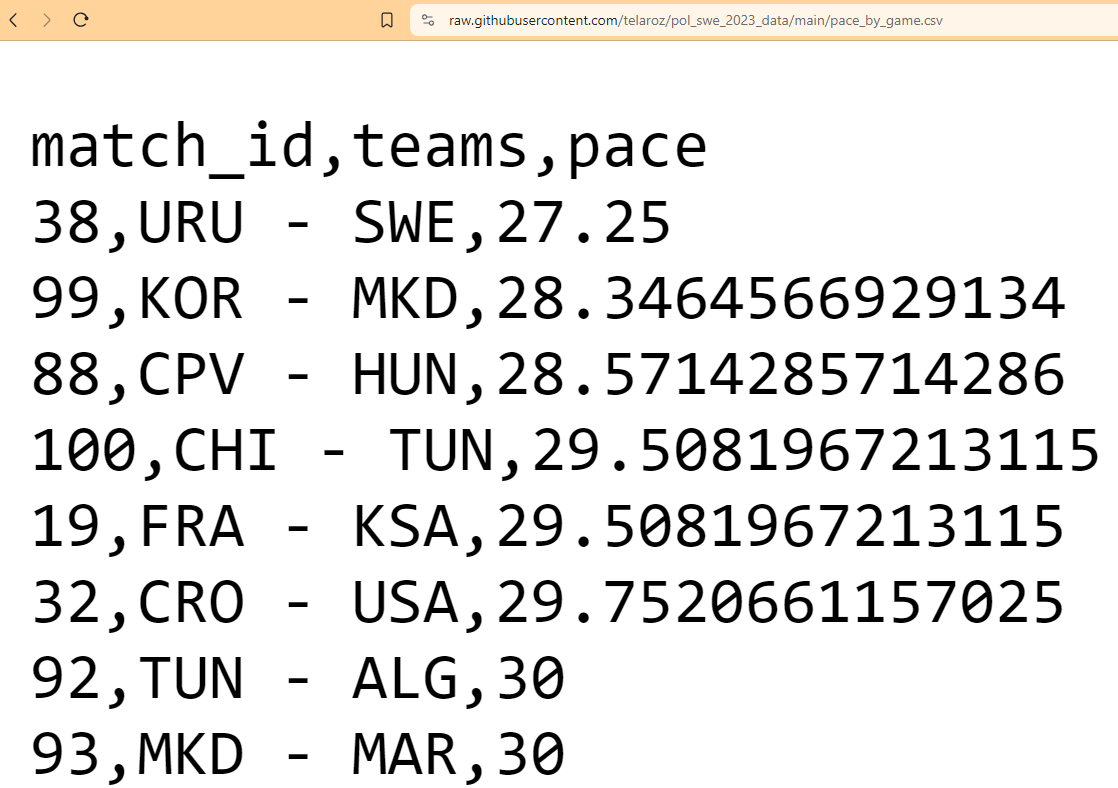 raw.githubusercontent.com/telaroz/pol_swe_2023_data/main/pace_by_game.csv
match_id,teams,pace
38,URU - SWE,27.25
99,KOR - MKD,28.3464566929134
88,CPV - HUN,28.5714285714286
100,CHI - TUN,29.5081967213115
19,FRA - KSA,29.5081967213115
32,CRO - USA,29.7520661157025
92,TUN - ALG,30
93,MKD - MAR,30